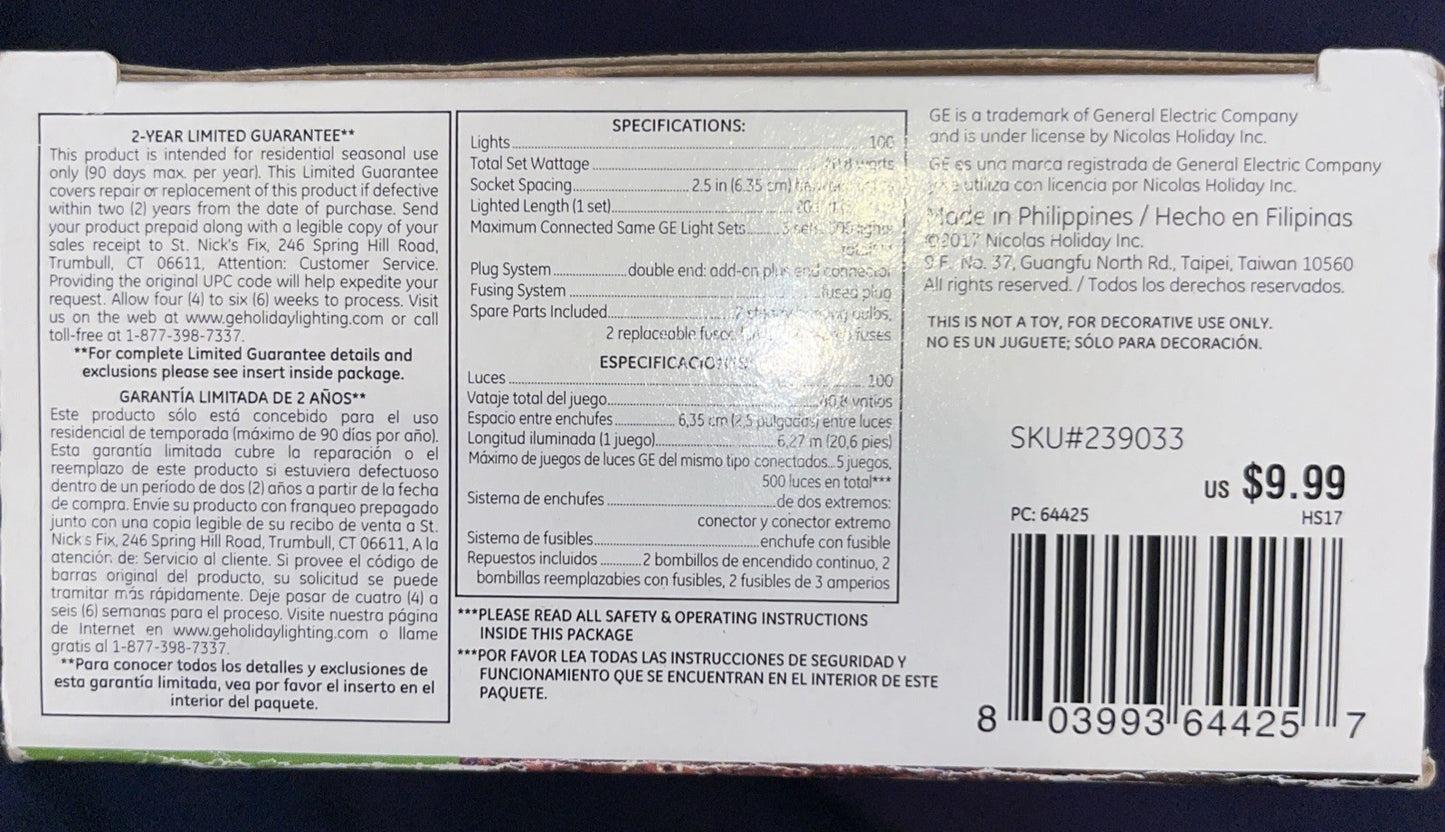 2-YEAR LIMITED GUARANTEE**
This product is intended for residential seasonal use
only (90 days max. per year). This Limited Guarantee
covers repair or replacement of this product if defective
within two (2) years from the date of purchase. Send
your product prepaid along with a legible copy of your
sales receipt to St. Nick's Fix, 246 Spring Hill Road,
Trumbull, CT 06611, Attention: Customer Service.
Providing the original UPC code will help expedite your
request. Allow four (4) to six (6) weeks to process. Visit
us on the web at www.geholidaylighting.com or call
toll-free at 1-877-398-7337.
**For complete Limited Guarantee details and
exclusions please see insert inside package.
GARANTÍA LIMITADA DE 2 AÑOS**
Este producto sólo está concebido para el uso
residencial de temporada (máximo de 90 días por año).
Esta garantía limitada cubre la reparación o el
reemplazo de este producto si estuviera defectuoso
dentro de un período de dos (2) años a partir de la fecha
de compra. Envíe su producto con franqueo prepagado
junto con una copia legible de su recibo de venta a St.
Nick's Fix, 246 Spring Hill Road, Trumbull, CT 06611, A la
atención de: Servicio al cliente. Si provee el código de
barras original del producto, su solicitud se puede
tramitar más rápidamente. Deje pasar de cuatro (4) a
seis (6) semanas para el proceso. Visite nuestra página
de Internet en www.geholidaylighting.com o llame
gratis al 1-877-398-7337.
**Para conocer todos los detalles y exclusiones de
esta garantía limitada, vea por favor el inserto en el
interior del paquete.
SPECIFICATIONS:
Lights 100
Total Set Wattage
Socket Spacing 2.5 in (6.35 cm)
Lighted Length (1 set)
Maximum Connected Same GE Light Sets
Plug System double end: add-on plus end connector
Fusing System fused plug
Spare Parts Included bulbs,
2 replaceable fuses
ESPECIFICACIONES
Luces 100
Vataje total del juego 40,8 vatios
Espacio entre enchufes 6,35 cm (2,5 pulgadas) entre luces
Longitud iluminada (1 juego) 6,27 m (20,6 pies)
Máximo de juegos de luces GE del mismo tipo conectados...5 juegos,
500 luces en total***
Sistema de enchufes de dos extremos:
conector y conector extremo
Sistema de fusibles enchufe con fusible
Repuestos incluidos 2 bombillos de encendido continuo, 2
bombillas reemplazabies con fusibles, 2 fusibles de 3 amperios
***PLEASE READ ALL SAFETY & OPERATING INSTRUCTIONS
INSIDE THIS PACKAGE
***POR FAVOR LEA TODAS LAS INSTRUCCIONES DE SEGURIDAD Y
FUNCIONAMIENTO QUE SE ENCUENTRAN EN EL INTERIOR DE ESTE
PAQUETE.
GE is a trademark of General Electric Company
and is under license by Nicolas Holiday Inc.
GE es una marca registrada de General Electric Company
y se utiliza con licencia por Nicolas Holiday Inc.
Made in Philippines / Hecho en Filipinas
©2017 Nicolas Holiday Inc.
9 F. No. 37, Guangfu North Rd., Taipei, Taiwan 10560
All rights reserved. / Todos los derechos reservados.
THIS IS NOT A TOY, FOR DECORATIVE USE ONLY.
NO ES UN JUGUETE; SÓLO PARA DECORACIÓN.
SKU#239033
US $9.99
PC: 64425 HS17
8 03993 64425 7